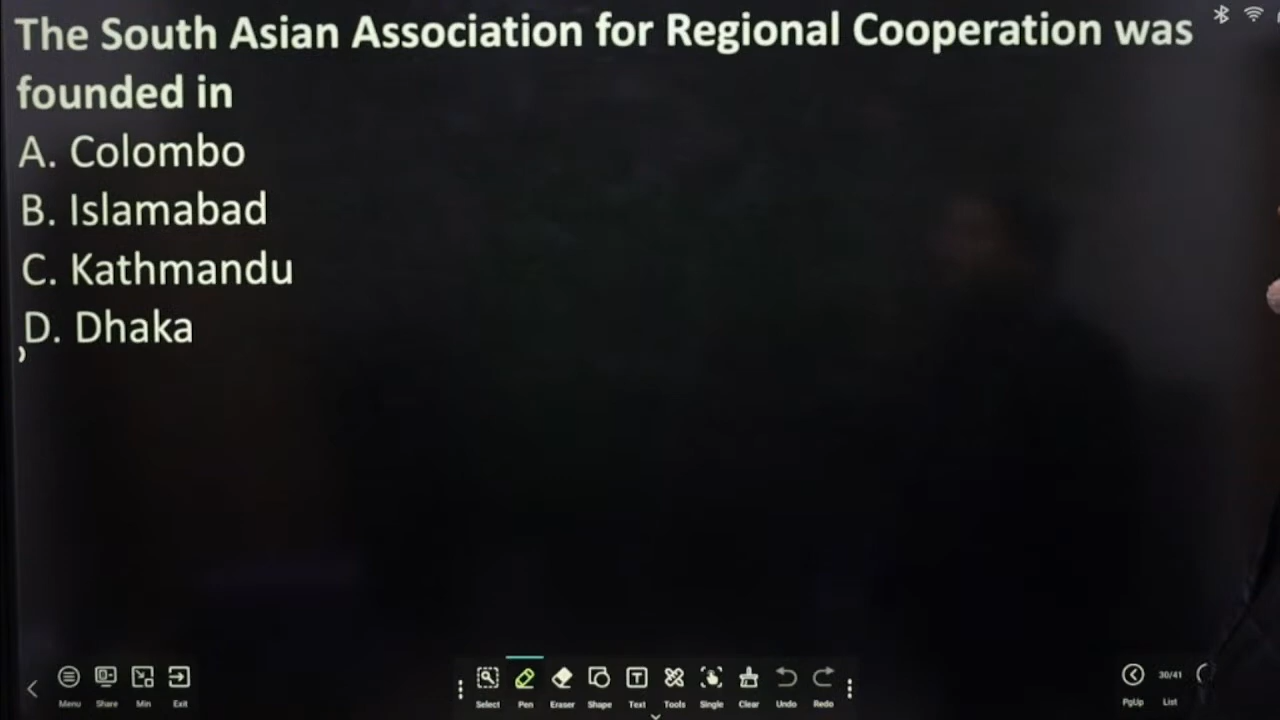 The South Asian Association for Regional Cooperation was
founded in
A. Colombo
B. Islamabad
C. Kathmandu
D. Dhaka
Menu Share Min Exit
Select Pen Eraser Shape Text Tools Single Clear Undo Redo
30/41
PgUp List